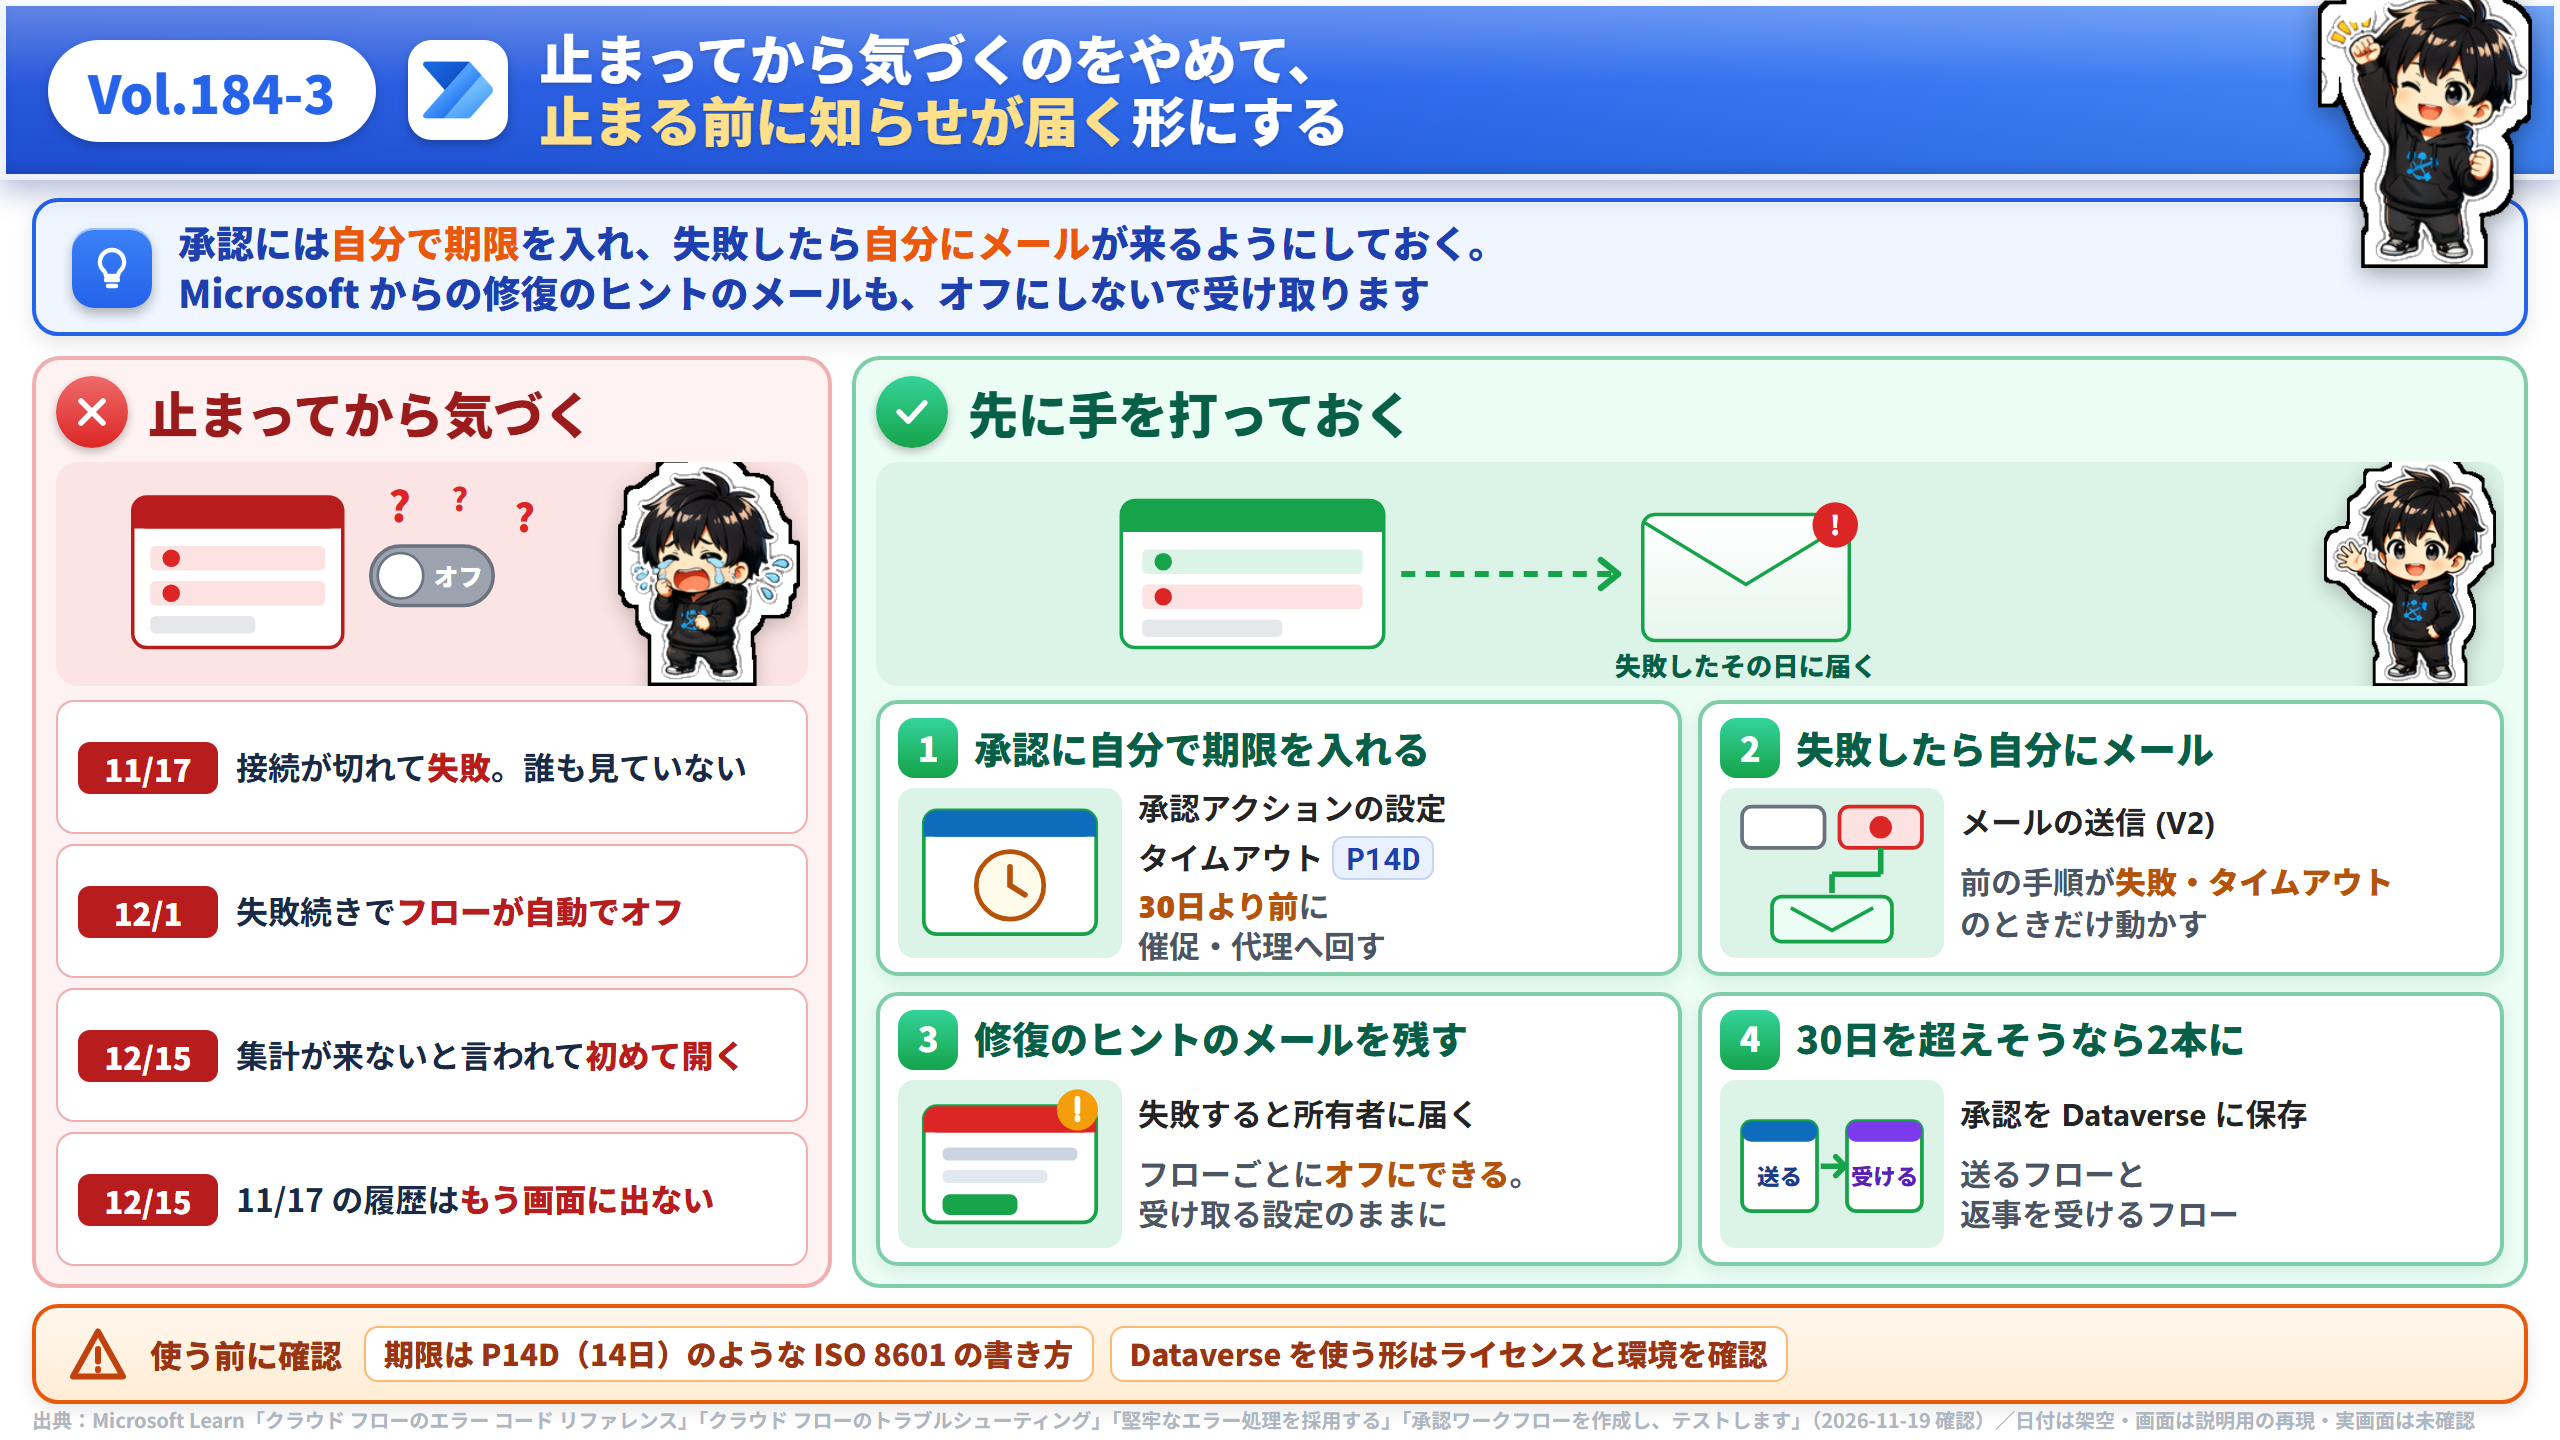 Vol.184-3
止まってから気づくのをやめて、
止まる前に知らせが届く形にする
承認には自分で期限を入れ、失敗したら自分にメールが来るようにしておく。
Microsoft からの修復のヒントのメールも、オフにしないで受け取ります
止まってから気づく
? ? ?
オフ
11/17 接続が切れて失敗。誰も見ていない
12/1 失敗続きでフローが自動でオフ
12/15 集計が来ないと言われて初めて開く
12/15 11/17 の履歴はもう画面に出ない
先に手を打っておく
!
失敗したその日に届く
1 承認に自分で期限を入れる
承認アクションの設定
タイムアウト P14D
30日より前に
催促・代理へ回す
2 失敗したら自分にメール
メールの送信 (V2)
前の手順が失敗・タイムアウト
のときだけ動かす
3 修復のヒントのメールを残す
!
失敗すると所有者に届く
フローごとにオフにできる。
受け取る設定のままに
4 30日を超えそうなら2本に
送る 受ける
承認を Dataverse に保存
送るフローと
返事を受けるフロー
使う前に確認 期限は P14D（14日）のような ISO 8601 の書き方 Dataverse を使う形はライセンスと環境を確認
出典：Microsoft Learn「クラウド フローのエラー コード リファレンス」「クラウド フローのトラブルシューティング」「堅牢なエラー処理を採用する」「承認ワークフローを作成し、テストします」（2026-11-19 確認）／日付は架空・画面は説明用の再現・実画面は未確認